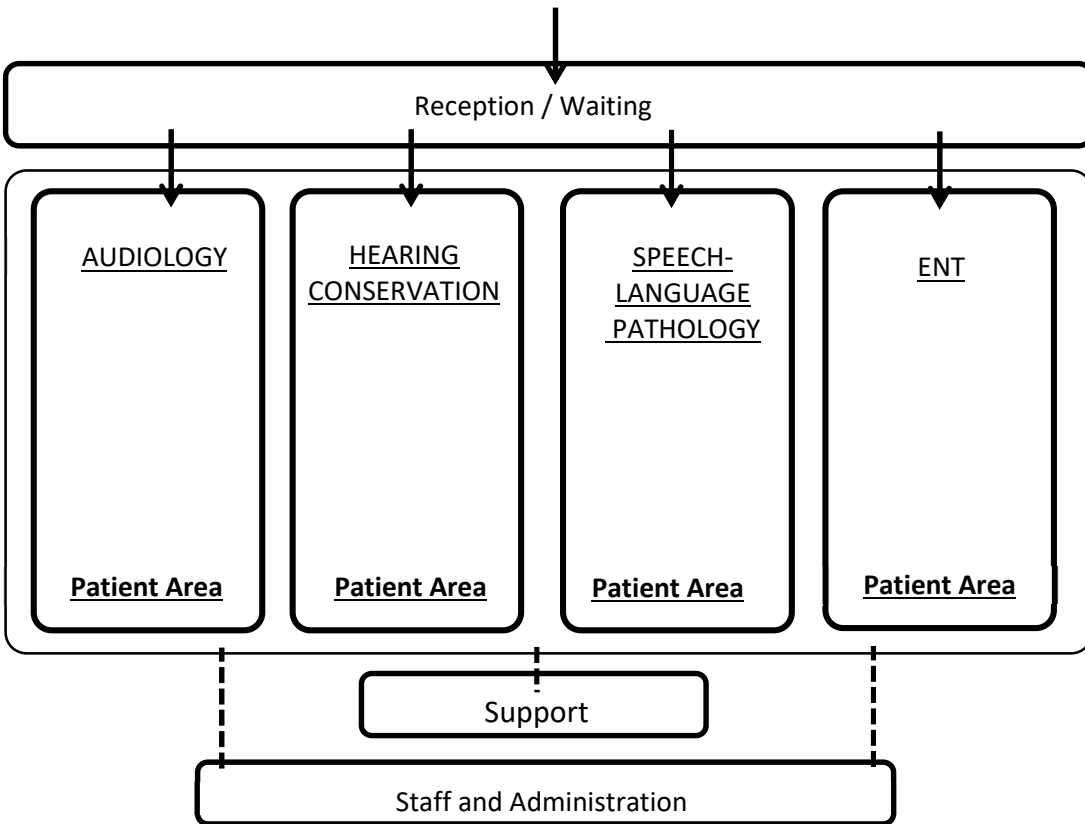 Reception / Waiting
AUDIOLOGY
HEARING
CONSERVATION
SPEECH-
LANGUAGE
PATHOLOGY
ENT
Patient Area
Patient Area
Patient Area
Patient Area
Support
Staff and Administration